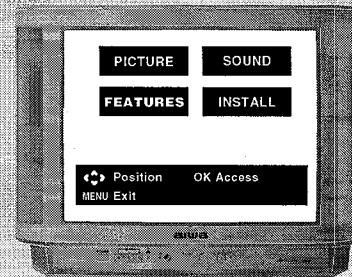 PICTURE SOUND
FEATURES INSTALL
Position OK Access
MENU Exit
aiwa